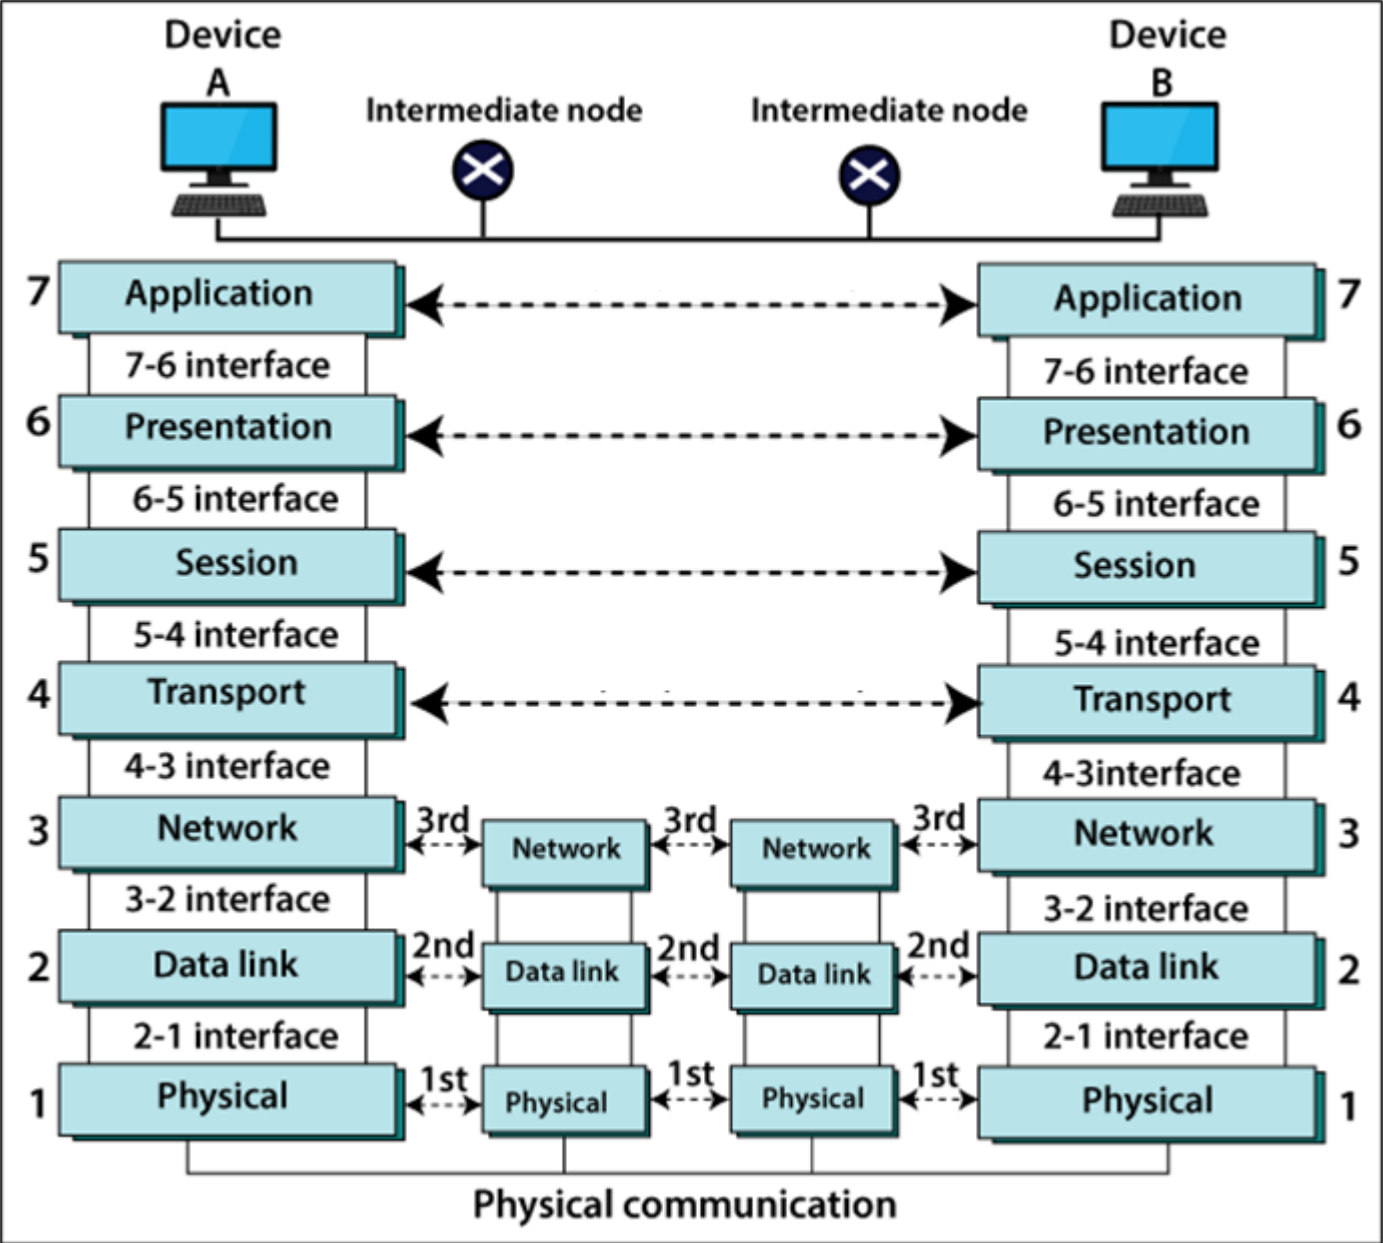 Device
A
Device
B
Intermediate node
Intermediate node
7
Application
Application
7
7-6 interface
7-6 interface
6
Presentation
Presentation
6
6-5 interface
6-5 interface
5
Session
Session
5
5-4 interface
5-4 interface
4
Transport
Transport
4
4-3 interface
4-3interface
3
Network
3rd
Network
3rd
Network
3rd
Network
3
3-2 interface
3-2 interface
2
Data link
2nd
Data link
2nd
Data link
2nd
Data link
2
2-1 interface
2-1 interface
1
Physical
1st
Physical
1st
Physical
1st
Physical
1
Physical communication